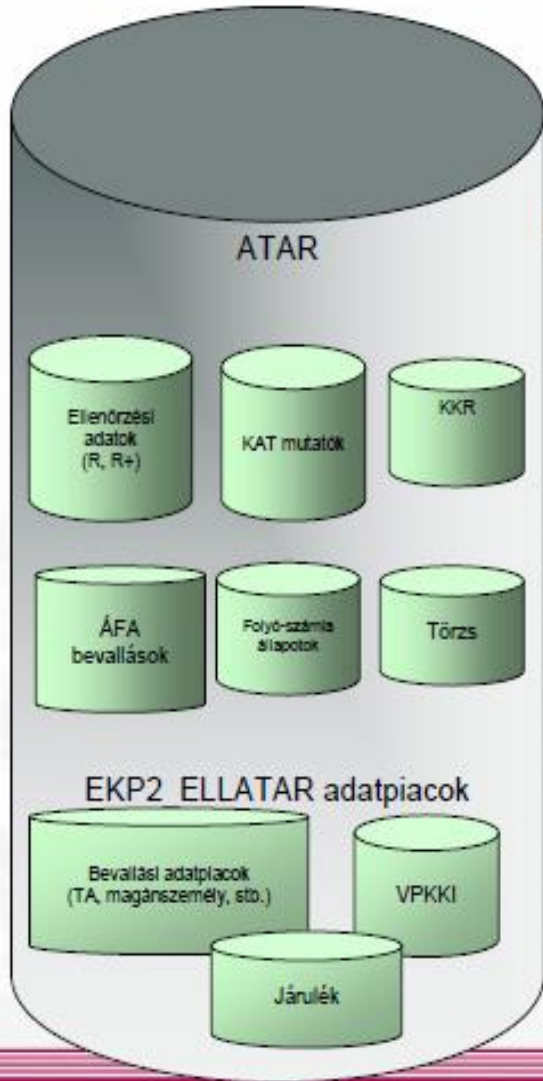 ATAR
Ellenőrzési
adatok
(R, R+)
KAT mutatók
KKR
ÁFA
bevallások
Folyó-számla
állapotok
Törzs
EKP2_ELLATAR adatpiacok
Bevallási adatpiacok
(TA, magánszemély, stb.)
VPKKI
Járulék